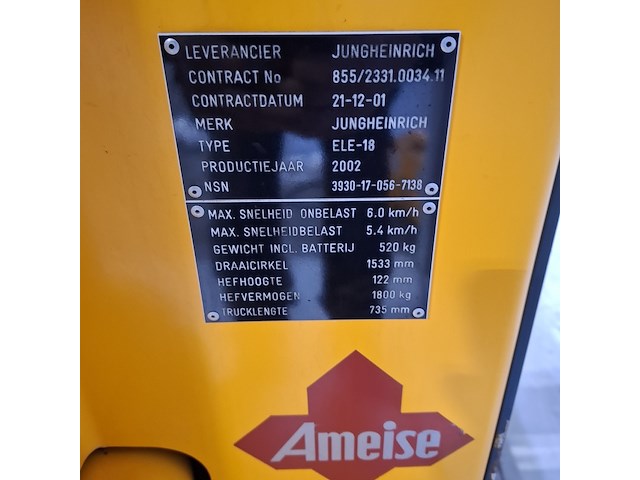 LEVERANCIER JUNGHEINRICH
CONTRACT No 855/2331.0034.11
CONTRACTDATUM 21-12-01
MERK JUNGHEINRICH
TYPE ELE-18
PRODUCTIEJAAR 2002
NSN 3930-17-056-7138
MAX. SNELHEID ONBELAST 6.0 km/h
MAX. SNELHEIDBELAST 5.4 km/h
GEWICHT INCL. BATTERIJ 520 kg
DRAAICIRKEL 1533 mm
HEFHOOGTE 122 mm
HEFVERMOGEN 1800 kg
TRUCKLENGTE 735 mm
Ameise